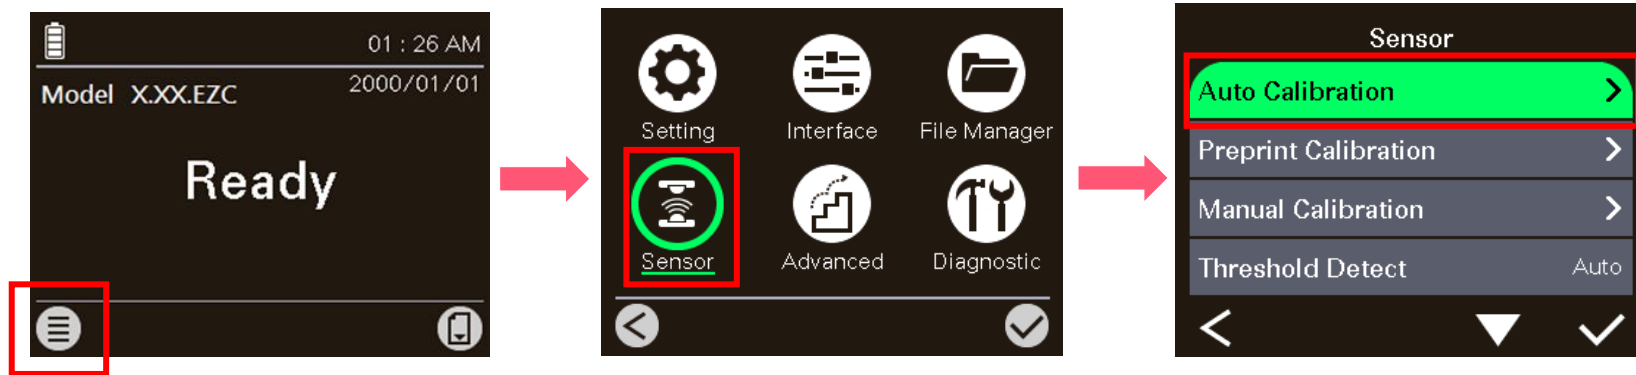 01 : 26 AM
2000/01/01
Model X.XX.EZC
Ready
Setting Interface File Manager
Sensor Advanced Diagnostic
Sensor
Auto Calibration
Preprint Calibration
Manual Calibration
Threshold Detect Auto